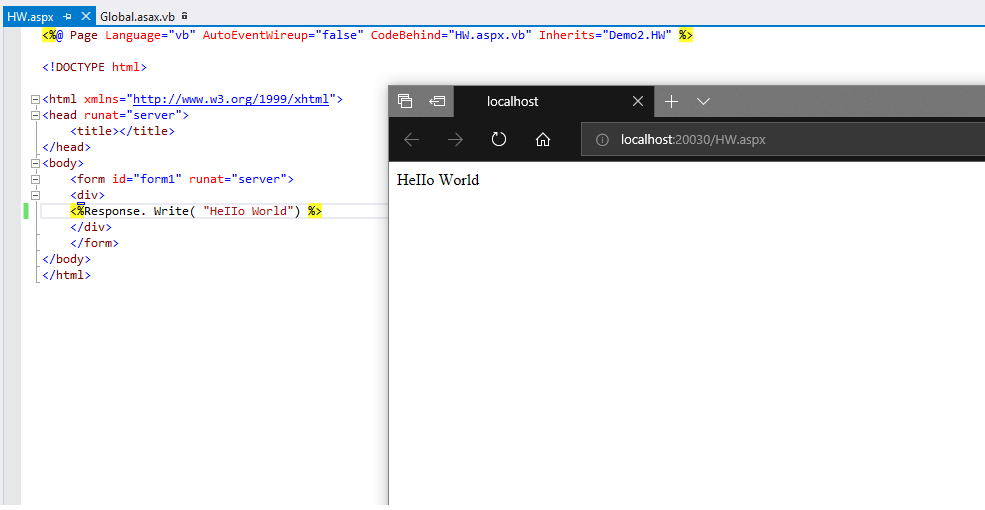 HW.aspx Global.asax.vb
<%@ Page Language="vb" AutoEventWireup="false" CodeBehind="HW.aspx.vb" Inherits="Demo2.HW" %>
<!DOCTYPE html>
<html xmlns="http://www.w3.org/1999/xhtml">
<head runat="server">
<title></title>
</head>
<body>
<form id="form1" runat="server">
<div>
<%Response. Write( "HeIIo World") %>
</div>
</form>
</body>
</html>
localhost
localhost:20030/HW.aspx
HeIIo World